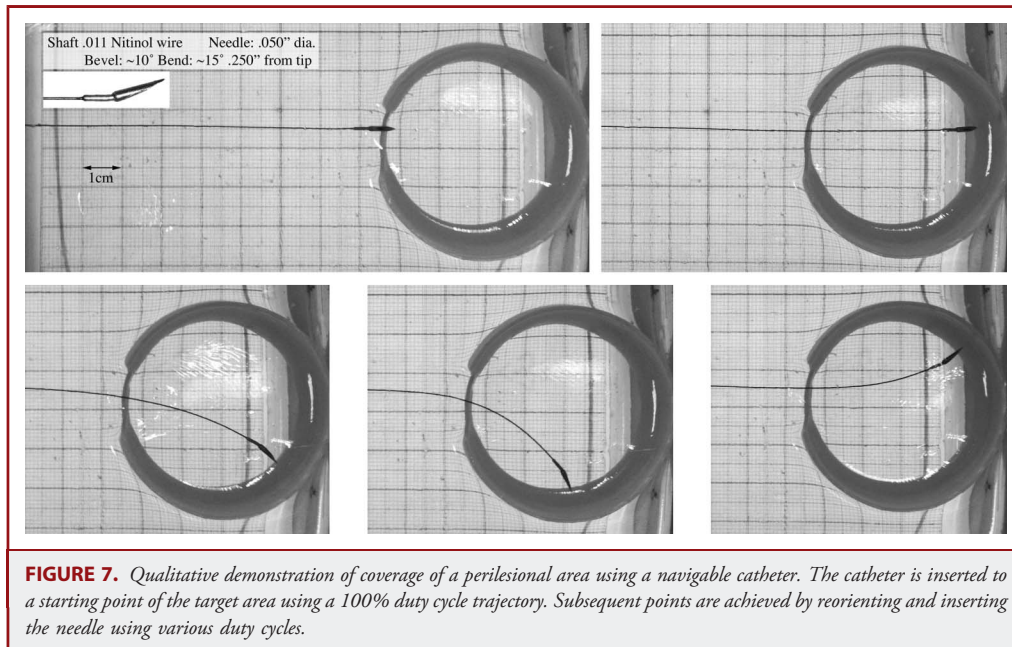 Shaft .011 Nitinol wire Needle: .050” dia.
Bevel: ~10° Bend: ~15° .250” from tip
1cm
FIGURE 7. Qualitative demonstration of coverage of a perilesional area using a navigable catheter. The catheter is inserted to
a starting point of the target area using a 100% duty cycle trajectory. Subsequent points are achieved by reorienting and inserting
the needle using various duty cycles.